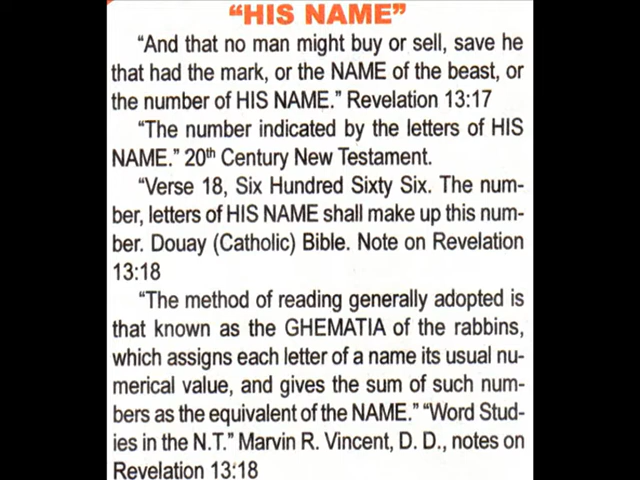 “HIS NAME”
“And that no man might buy or sell, save he
that had the mark, or the NAME of the beast, or
the number of HIS NAME.” Revelation 13:17
“The number indicated by the letters of HIS
NAME.” 20th Century New Testament.
“Verse 18, Six Hundred Sixty Six. The num-
ber, letters of HIS NAME shall make up this num-
ber. Douay (Catholic) Bible. Note on Revelation
13:18
“The method of reading generally adopted is
that known as the GHEMATIA of the rabbins,
which assigns each letter of a name its usual nu-
merical value, and gives the sum of such num-
bers as the equivalent of the NAME.” “Word Stud-
ies in the N.T.” Marvin R. Vincent, D. D., notes on
Revelation 13:18